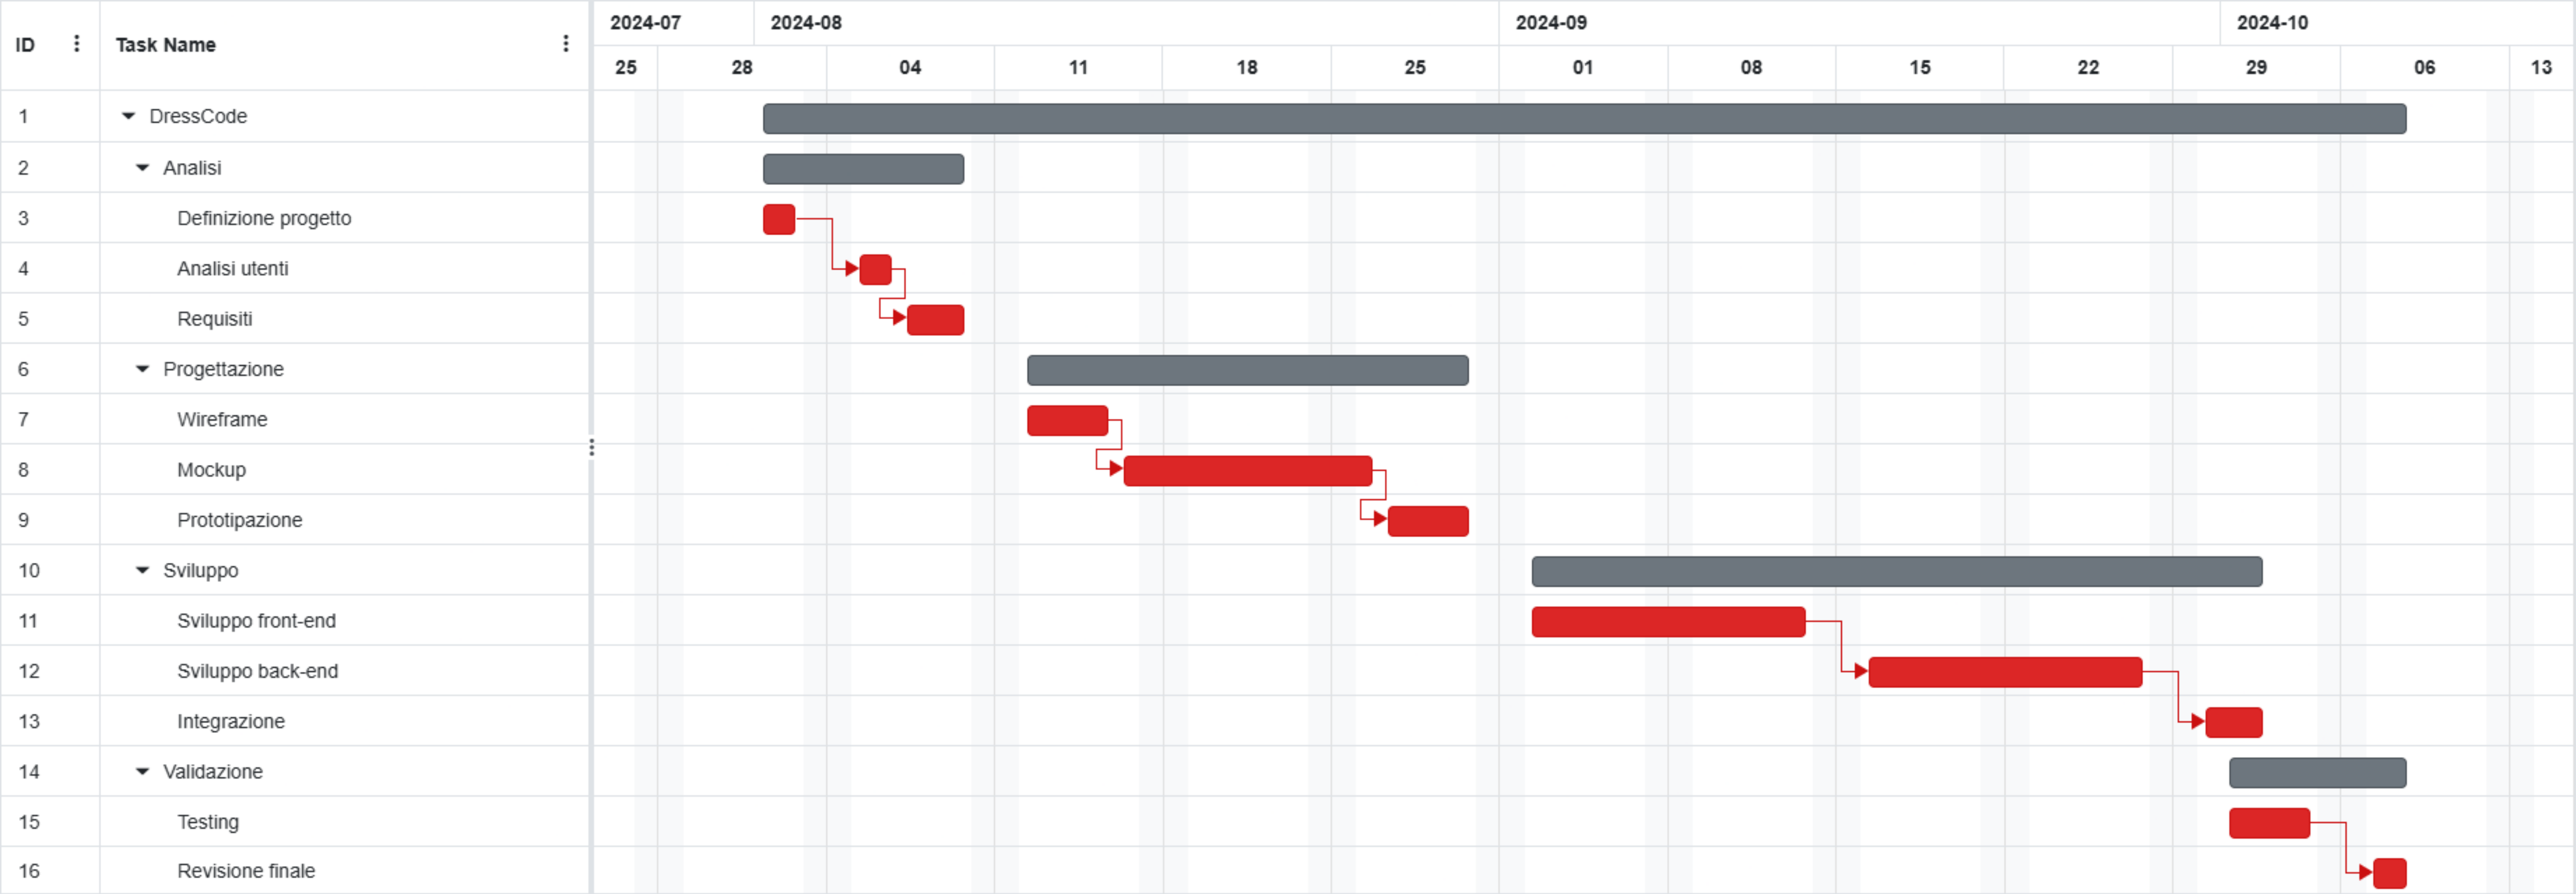 ID Task Name 2024-07 2024-08 2024-09 2024-10
25 28 04 11 18 25 01 08 15 22 29 06 13
1 DressCode
2 Analisi
3 Definizione progetto
4 Analisi utenti
5 Requisiti
6 Progettazione
7 Wireframe
8 Mockup
9 Prototipazione
10 Sviluppo
11 Sviluppo front-end
12 Sviluppo back-end
13 Integrazione
14 Validazione
15 Testing
16 Revisione finale